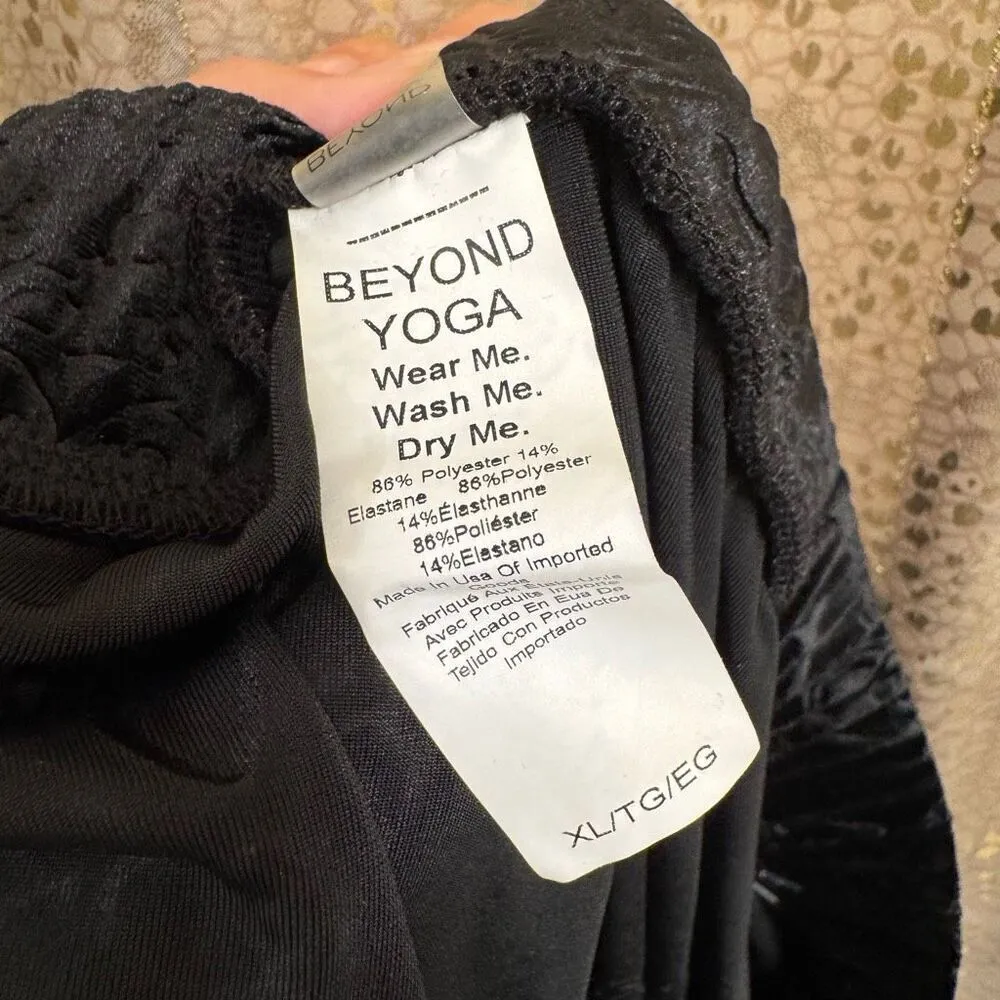 BEYOND
BEYOND
YOGA
Wear Me.
Wash Me.
Dry Me.
86% Polyester 14%
Elastane 86%Polyester
14%Élasthanne
86%Poliéster
14%Elastano
Made In Usa Of Imported
Goods
Fabriqué Aux États-Unis
Avec Produits Importés
Fabricado En Eua De
Tejido Con Productos
Importado
XL/TG/EG